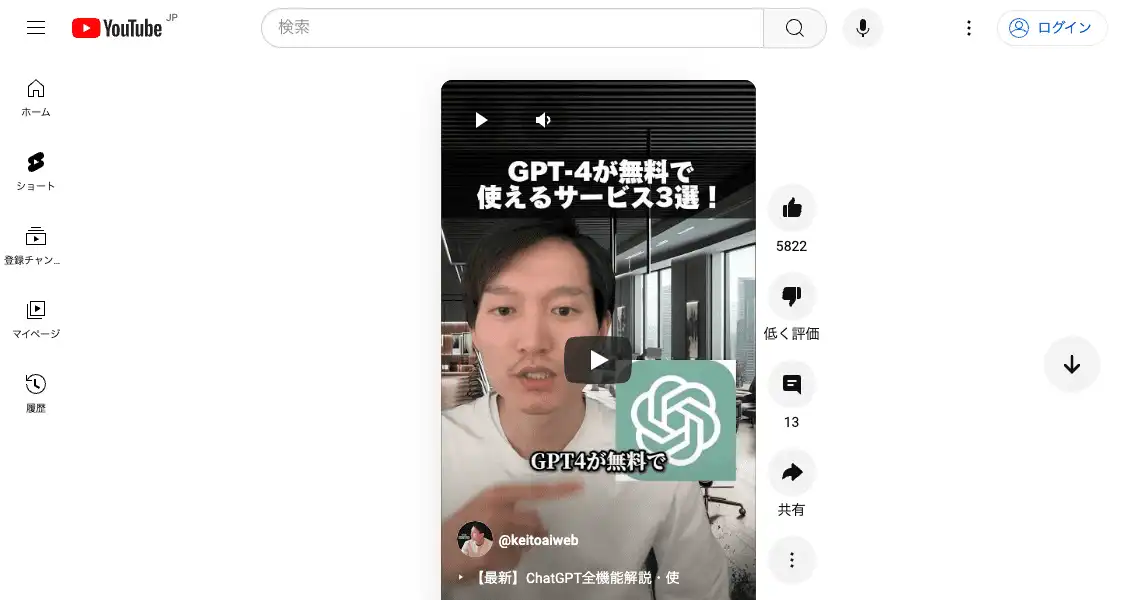 YouTube JP
検索
ログイン
ホーム
ショート
登録チャン...
マイページ
履歴
GPT-4が無料で
使えるサービス3選！
GPT4が無料で
@keitoaiweb
【最新】ChatGPT全機能解説・使
5822
低く評価
13
共有